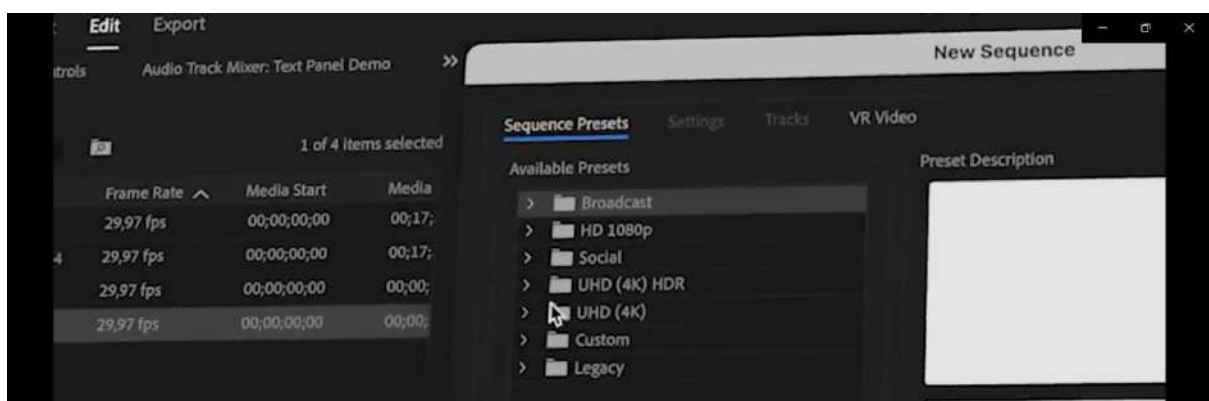 Edit Export
New Sequence
trols Audio Track Mixer: Text Panel Demo
Sequence Presets Settings Tracks VR Video
1 of 4 items selected
Available Presets
Preset Description
Frame Rate Media Start Media
29,97 fps 00;00;00;00 00;17;
4 29,97 fps 00;00;00;00 00;17;
29,97 fps 00;00;00;00 00;00;
29,97 fps 00;00;00;00 00;00;
Broadcast
HD 1080p
Social
UHD (4K) HDR
UHD (4K)
Custom
Legacy